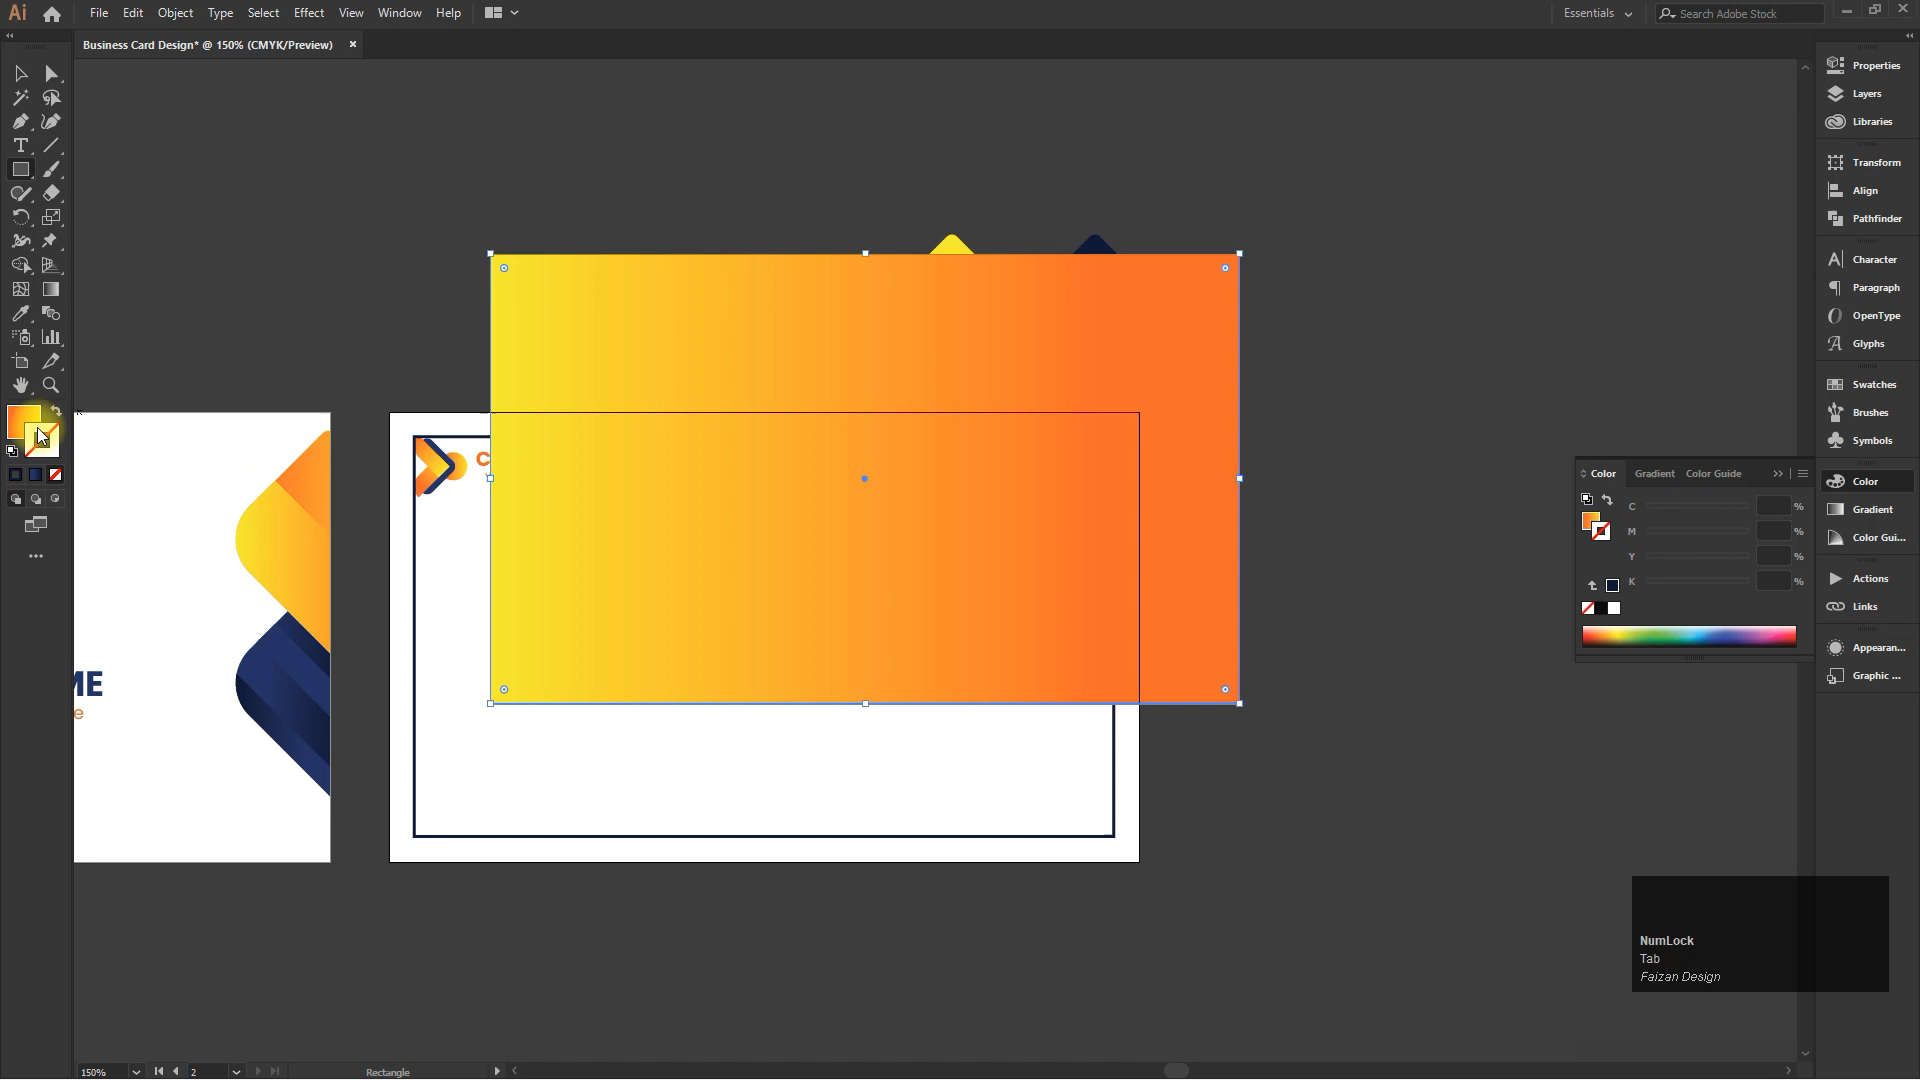 Ai File Edit Object Type Select Effect View Window Help Essentials Search Adobe Stock
Business Card Design* @ 150% (CMYK/Preview)
Properties
Layers
Libraries
Transform
Align
Pathfinder
Character
Paragraph
OpenType
Glyphs
Swatches
Brushes
Symbols
Color Gradient Color Guide
C %
M %
Y %
K %
Color
Gradient
Color Gui...
Actions
Links
Appearan...
Graphic ...
C
ME
e
NumLock
Tab
Faizan Design
150% 2 Rectangle